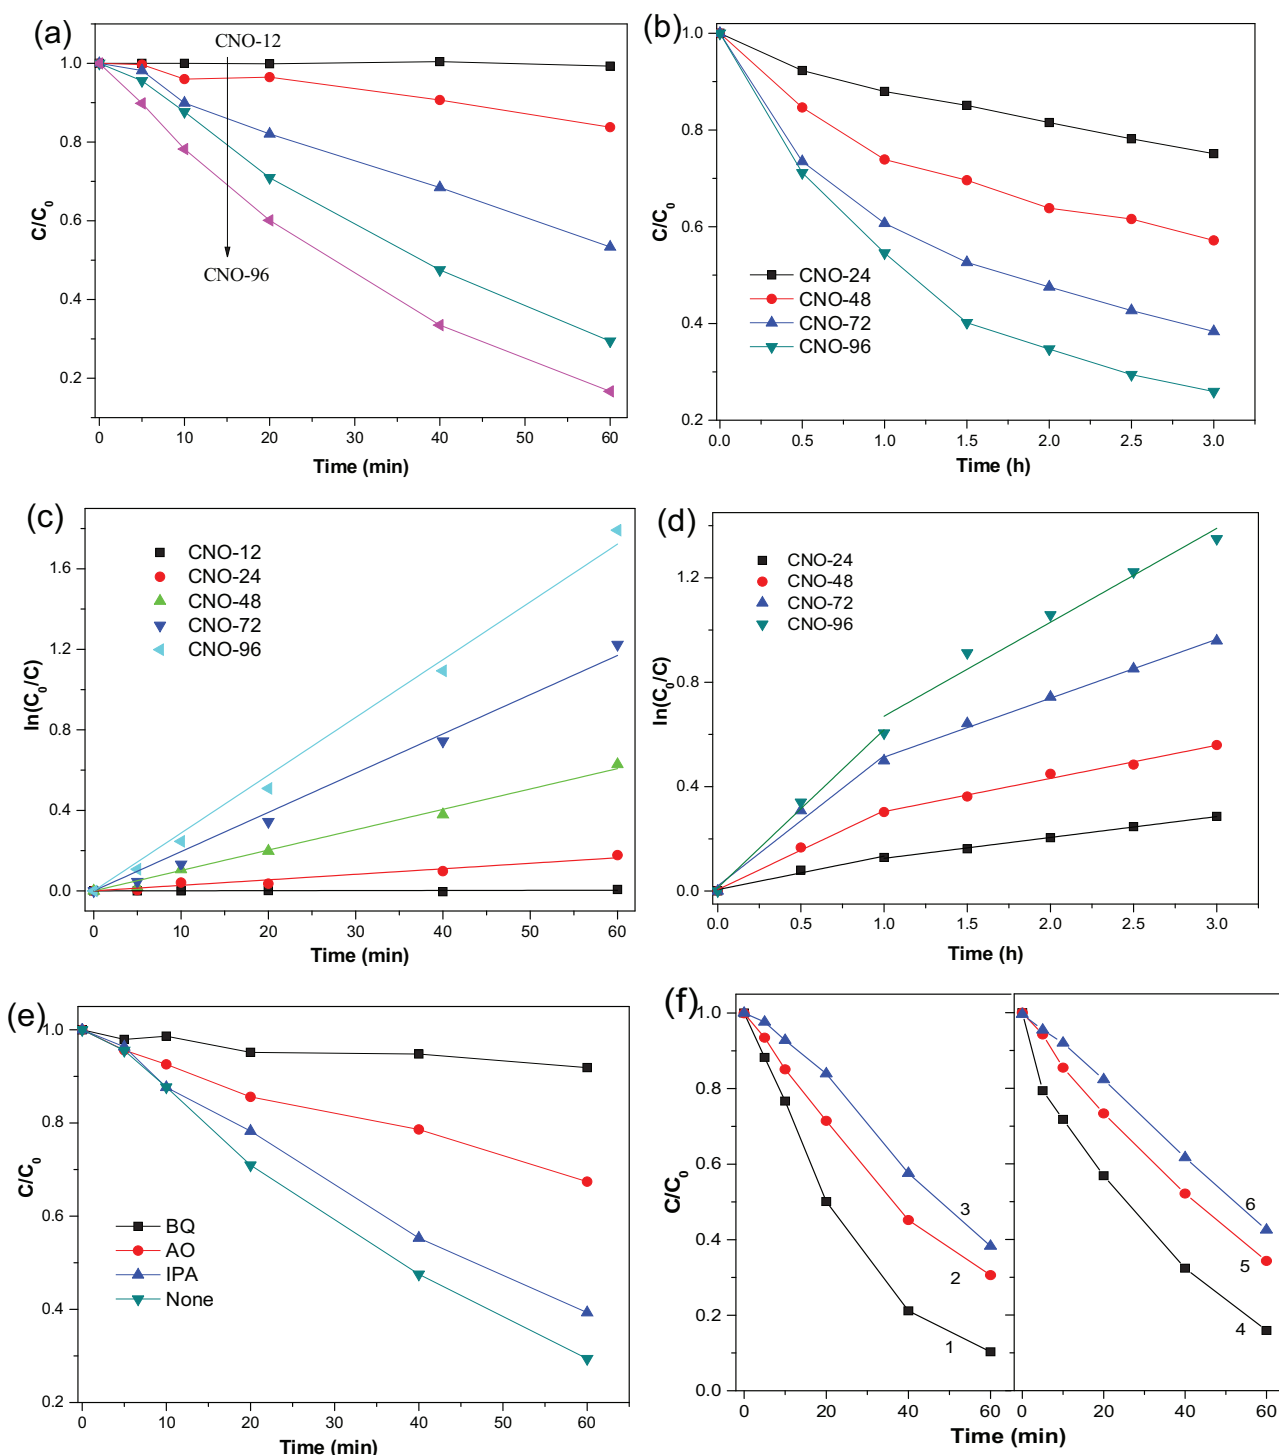 (a)
CNO-12
CNO-96
1.0
0.8
0.6
0.4
0.2
C/C0
0 10 20 30 40 50 60
Time (min)
(b)
1.0
0.8
0.6
0.4
0.2
C/C0
CNO-24
CNO-48
CNO-72
CNO-96
0.0 0.5 1.0 1.5 2.0 2.5 3.0
Time (h)
(c)
CNO-12
CNO-24
CNO-48
CNO-72
CNO-96
1.6
1.2
0.8
0.4
0.0
ln(C0/C)
0 10 20 30 40 50 60
Time (min)
(d)
CNO-24
CNO-48
CNO-72
CNO-96
1.2
0.8
0.4
0.0
ln(C0/C)
0.0 0.5 1.0 1.5 2.0 2.5 3.0
Time (h)
(e)
1.0
0.8
0.6
0.4
0.2
C/C0
BQ
AO
IPA
None
0 10 20 30 40 50 60
Time (min)
(f)
1.0
0.8
0.6
0.4
0.2
0.0
C/C0
3
2
1
6
5
4
0 20 40 60 0 20 40 60
Time (min)